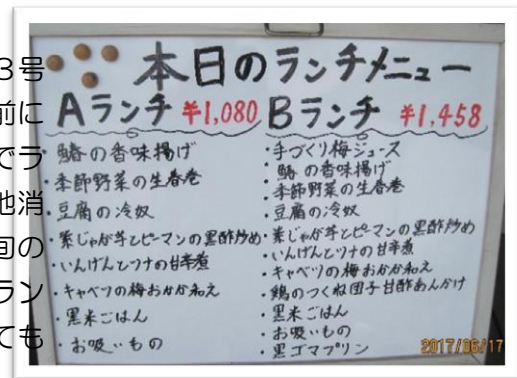 3号
前に
でラ
地消
旬の
ラン
ても
本日のランチメニュー
Aランチ ¥1,080
・鰆の香味揚げ
・季節野菜の生春巻
・豆腐の冷奴
・素じゃが芋とピーマンの黒酢炒め
・いんげんとツナの甘辛煮
・キャベツの梅おかか和え
・黒米ごはん
・お吸いもの
Bランチ ¥1,458
・手づくり梅ジュース
・鰆の香味揚げ
・季節野菜の生春巻
・豆腐の冷奴
・素じゃが芋とピーマンの黒酢炒め
・いんげんとツナの甘辛煮
・キャベツの梅おかか和え
・鶏のつくね団子甘酢あんかけ
・黒米ごはん
・お吸いもの
・黒ゴマプリン
2017/06/17